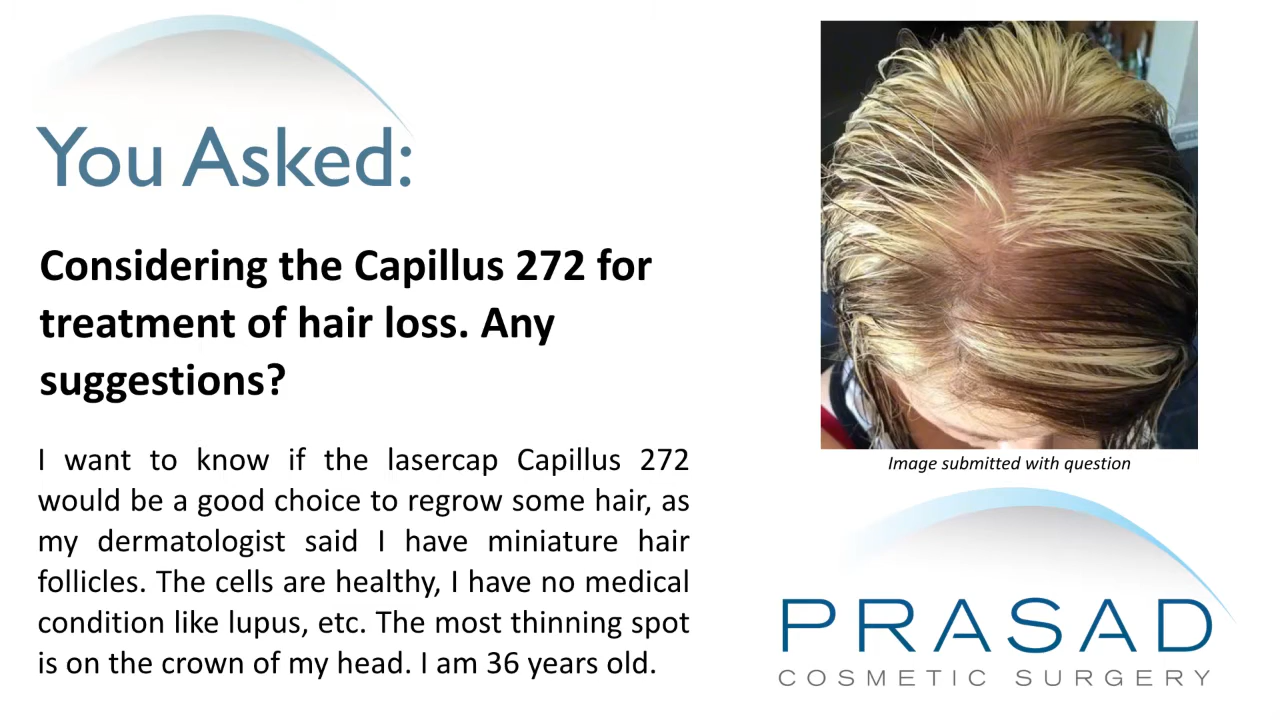 You Asked:
Considering the Capillus 272 for
treatment of hair loss. Any
suggestions?
I want to know if the lasercap Capillus 272
would be a good choice to regrow some hair, as
my dermatologist said I have miniature hair
follicles. The cells are healthy, I have no medical
condition like lupus, etc. The most thinning spot
is on the crown of my head. I am 36 years old.
Image submitted with question
PRASAD
COSMETIC SURGERY